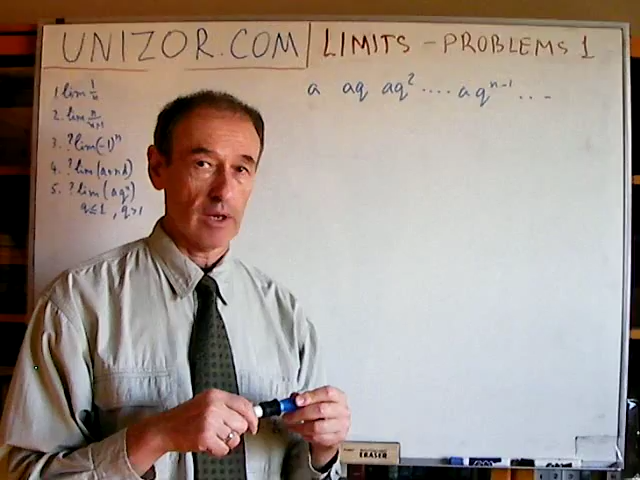 UNIZOR.COM
LIMITS – PROBLEMS 1
a aq aq² .... aqⁿ⁻¹ ...
1. lim 1/n
2. lim n/n+1
3. ? lim (-1)ⁿ
4. ? lim (a+nd)
5. ? lim (aqⁿ)
q≤1, q>1
ERASER